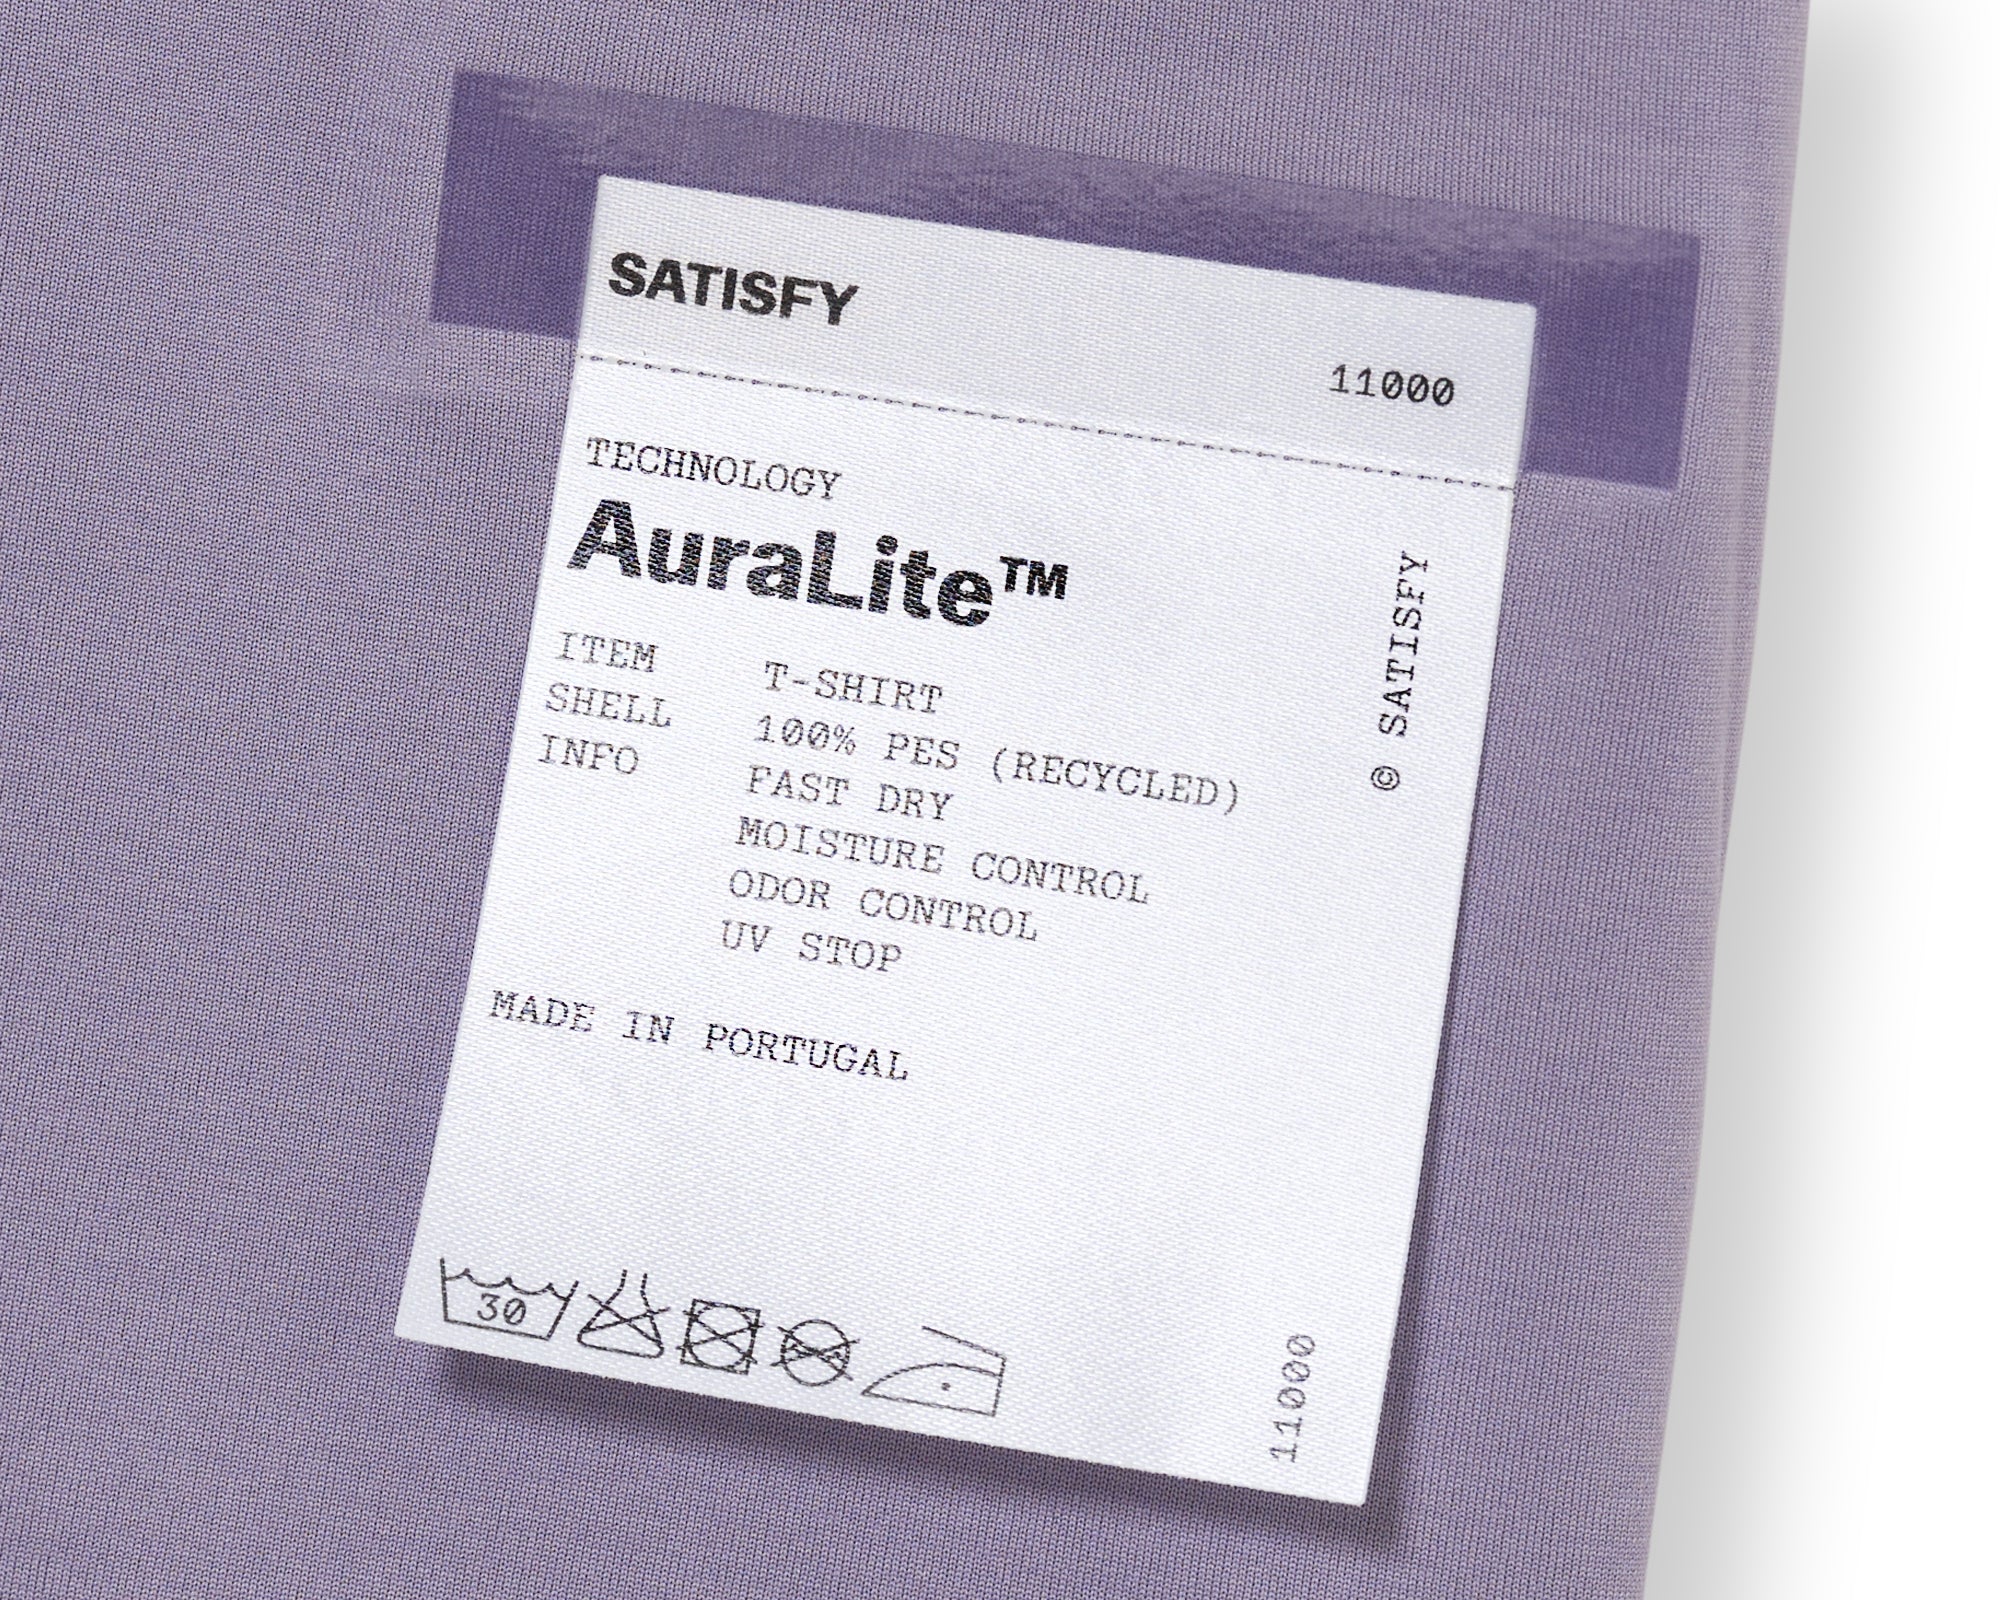 SATISFY
11000
TECHNOLOGY
AuraLite™
ITEM T-SHIRT
SHELL 100% PES (RECYCLED)
INFO FAST DRY
MOISTURE CONTROL
ODOR CONTROL
UV STOP
MADE IN PORTUGAL
© SATISFY
30
11000